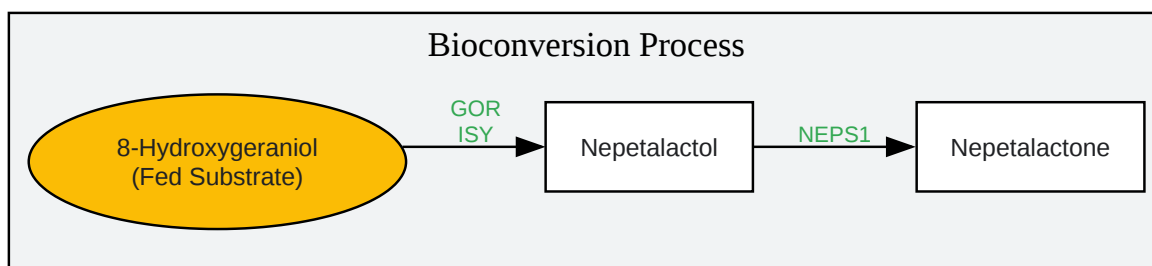 Bioconversion Process
8-Hydroxygeraniol
(Fed Substrate)
GOR
ISY
Nepetalactol
NEPS1
Nepetalactone